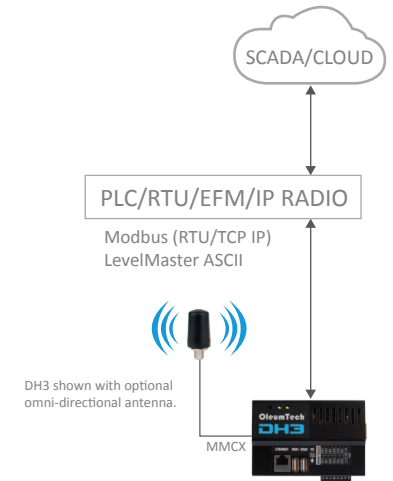 SCADA/CLOUD
PLC/RTU/EFM/IP RADIO
Modbus (RTU/TCP IP)
LevelMaster ASCII
DH3 shown with optional
omni-directional antenna.
MMCX
OleumTech
DH3
ETHERNET